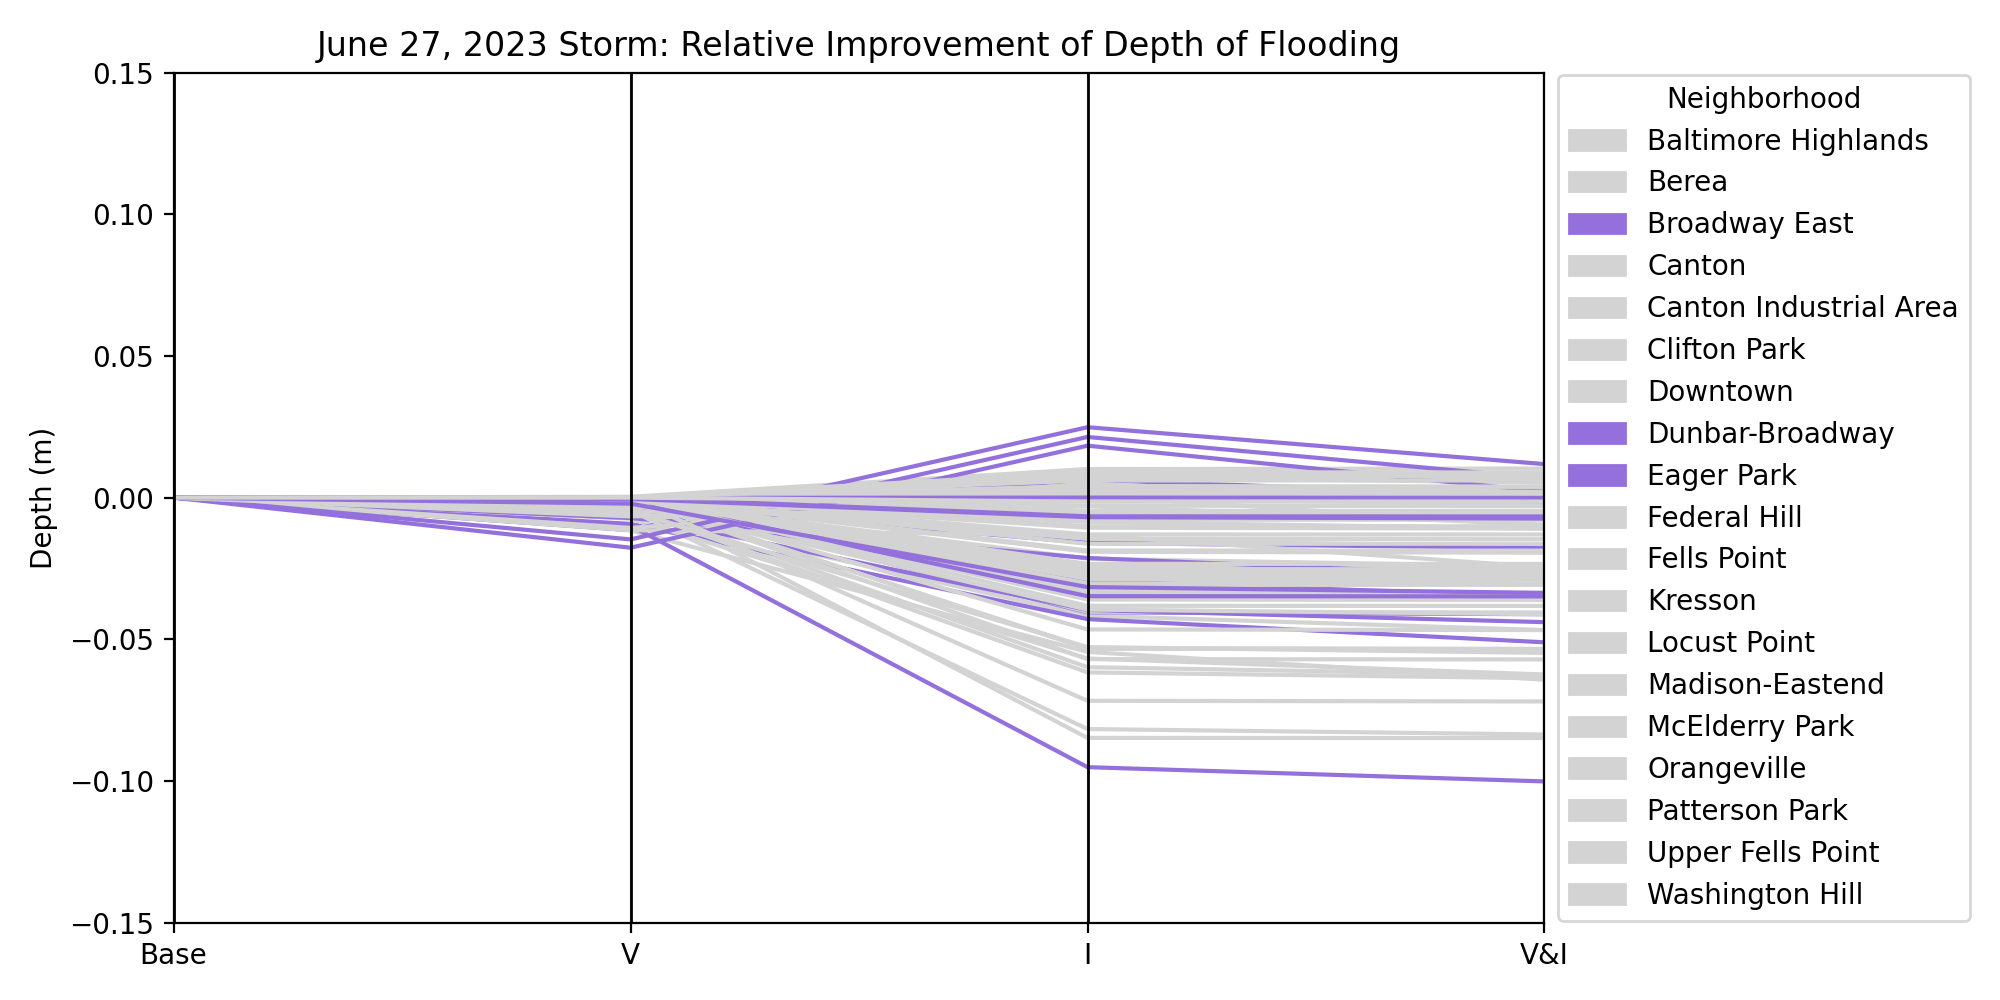 June 27, 2023 Storm: Relative Improvement of Depth of Flooding
Depth (m)
0.15
0.10
0.05
0.00
−0.05
−0.10
−0.15
Base
V
I
V&I
Neighborhood
Baltimore Highlands
Berea
Broadway East
Canton
Canton Industrial Area
Clifton Park
Downtown
Dunbar-Broadway
Eager Park
Federal Hill
Fells Point
Kresson
Locust Point
Madison-Eastend
McElderry Park
Orangeville
Patterson Park
Upper Fells Point
Washington Hill